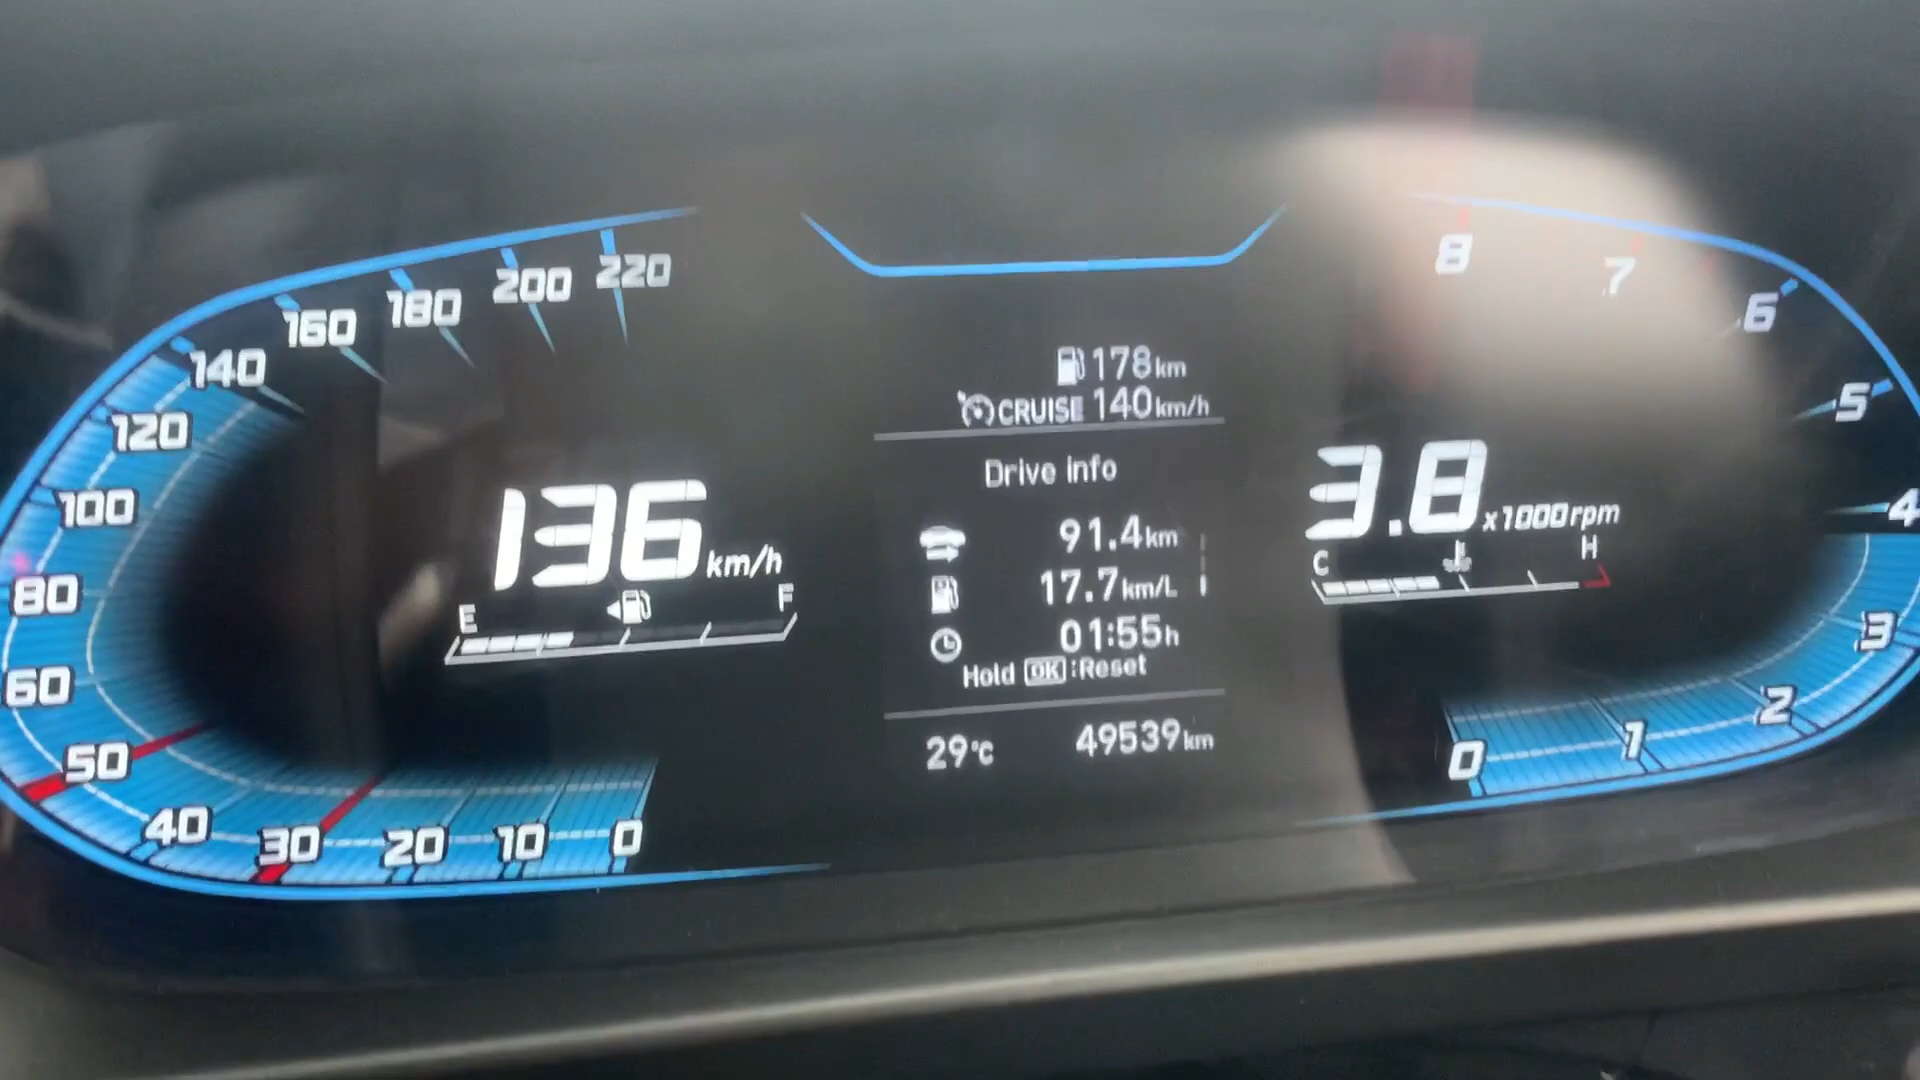 220
200
180
160
140
120
100
80
60
50
40
30
20
10
0
136 km/h
E F
178 km
CRUISE 140 km/h
Drive info
91.4 km
17.7 km/L
01:55 h
Hold OK : Reset
29°C 49539 km
3.8 x1000rpm
C H
8
7
6
5
4
3
2
1
0